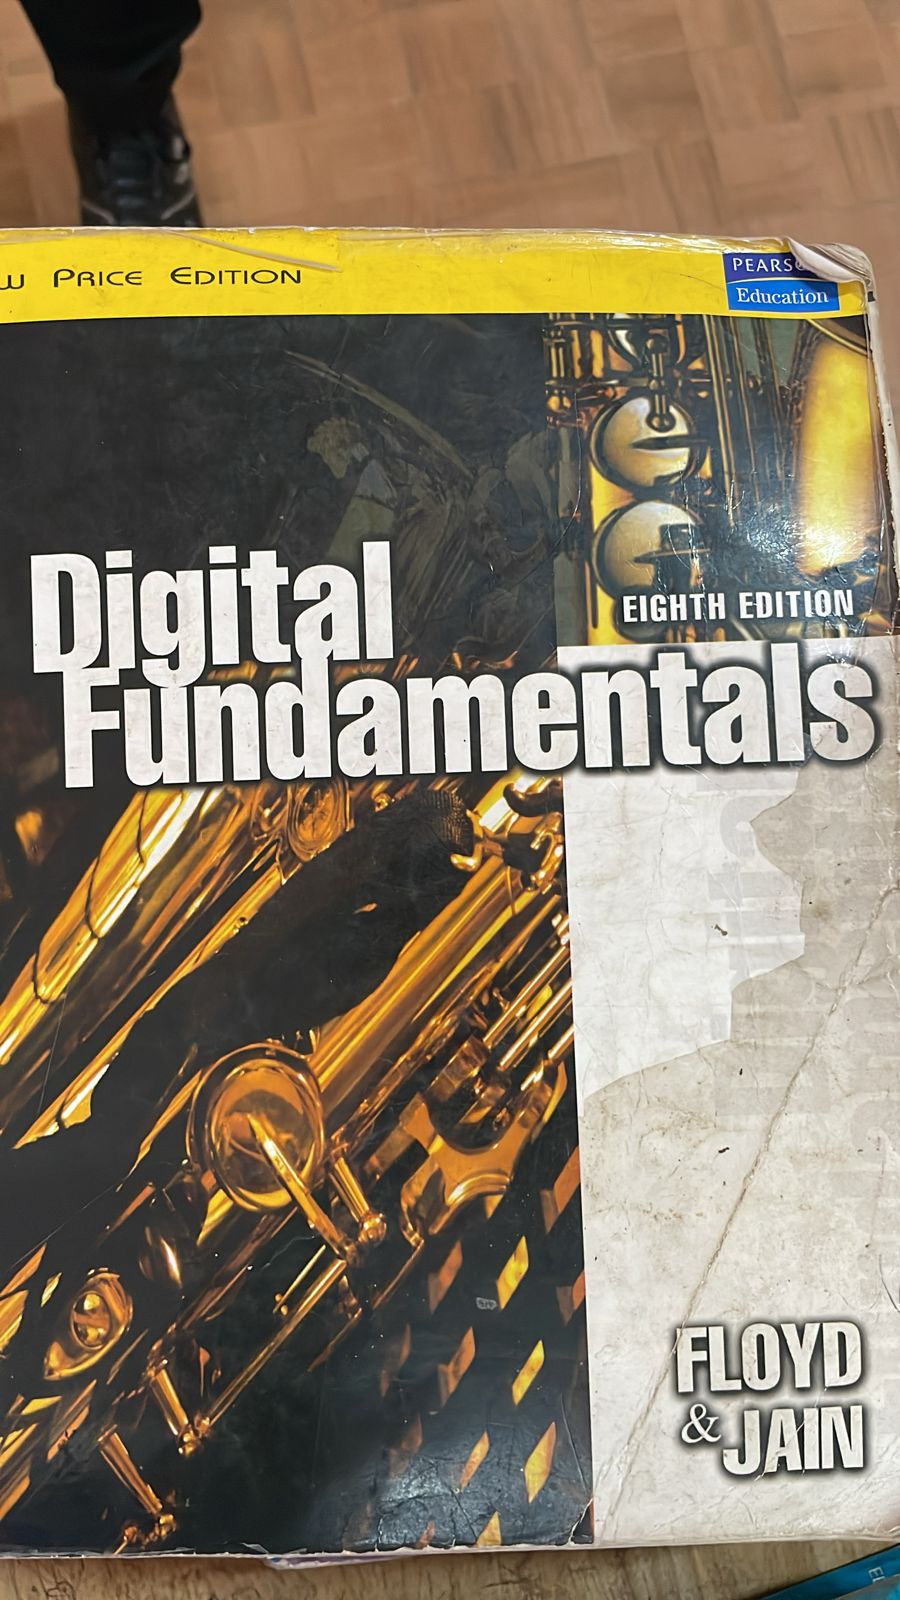 PRICE EDITION
Education
EIGHTH EDITION
Digital
Fundamentals
FLOYD
& JAIN